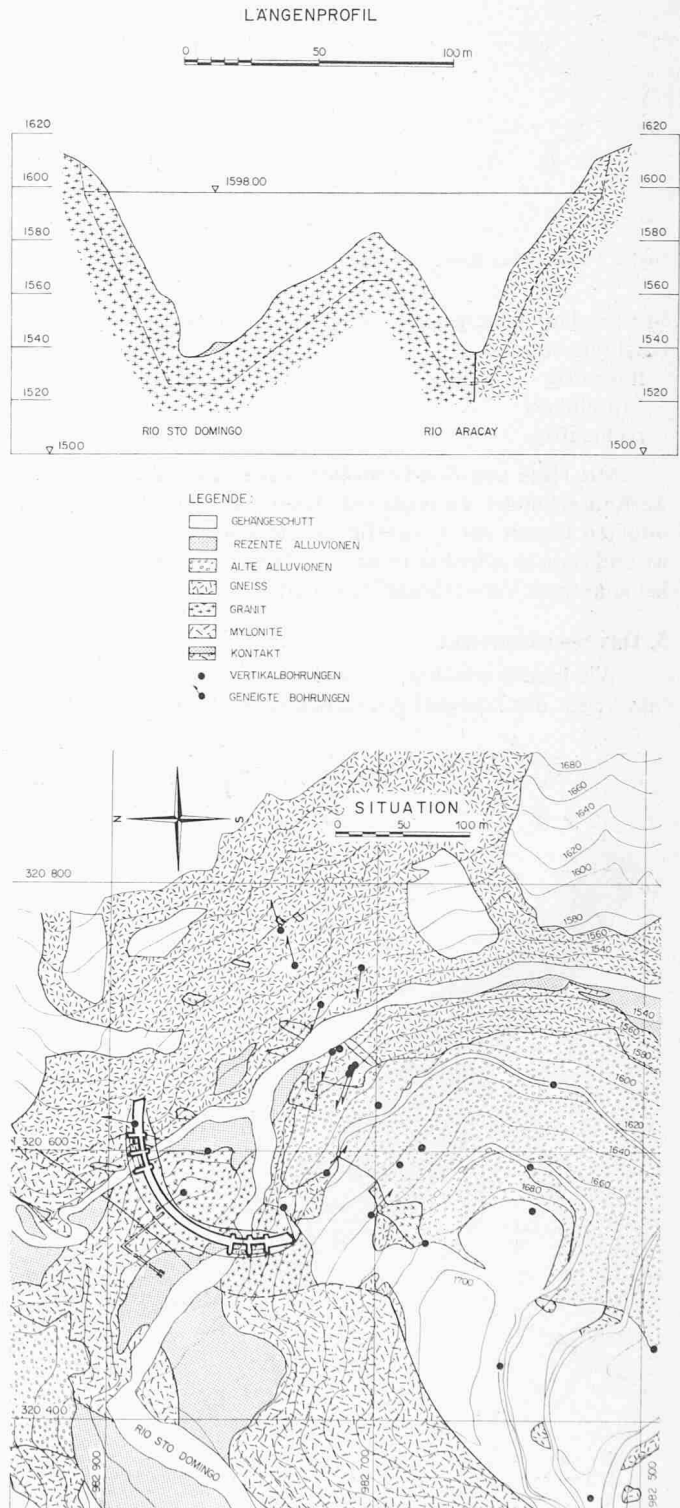 LÄNGENPROFIL
0 50 100 m
1620 1620
1600 1598.00 1600
1580 1580
1560 1560
1540 1540
1520 1520
RIO STO DOMINGO RIO ARACAY
1500 1500
LEGENDE:
GEHÄNGESCHUTT
REZENTE ALLUVIONEN
ALTE ALLUVIONEN
GNEISS
GRANIT
MYLONITE
KONTAKT
VERTIKALBOHRUNGEN
GENEIGTE BOHRUNGEN
1680
1660
SITUATION
N S
0 50 100 m
1640
1620
320 800
1600
1580
1560
1540
1540
1560
1580
1600
1620
320 600
1640
1660
1680
1700
320 400
RIO STO DOMINGO
982 900
982 700
982 500